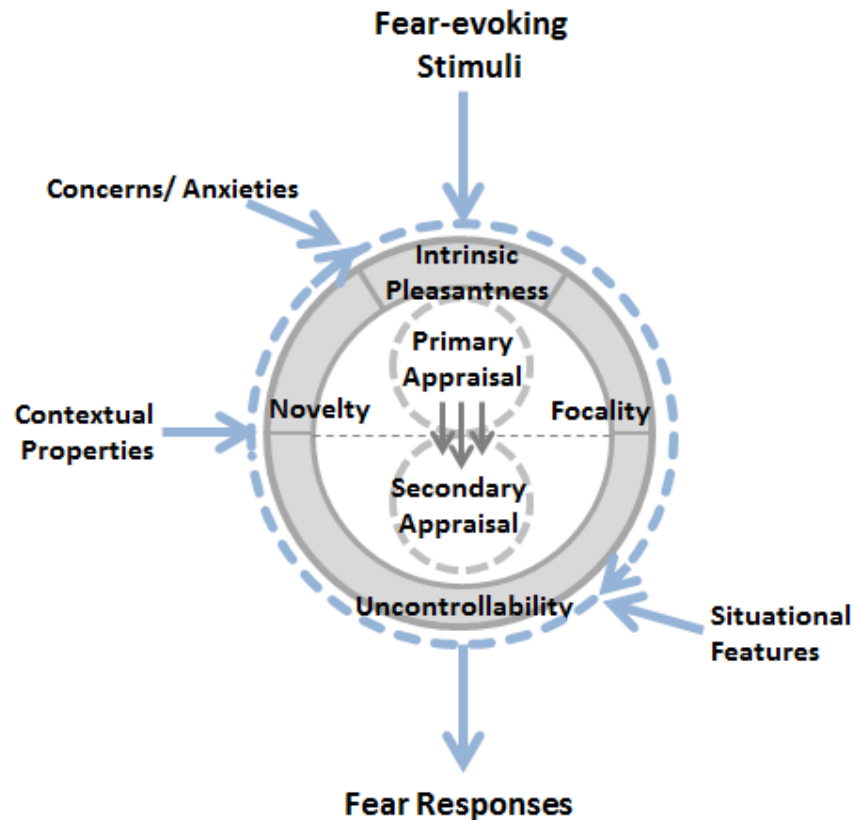 Fear-evoking
Stimuli
Concerns/ Anxieties
Intrinsic
Pleasantness
Primary
Appraisal
Contextual
Properties
Novelty
Focality
Secondary
Appraisal
Uncontrollability
Situational
Features
Fear Responses